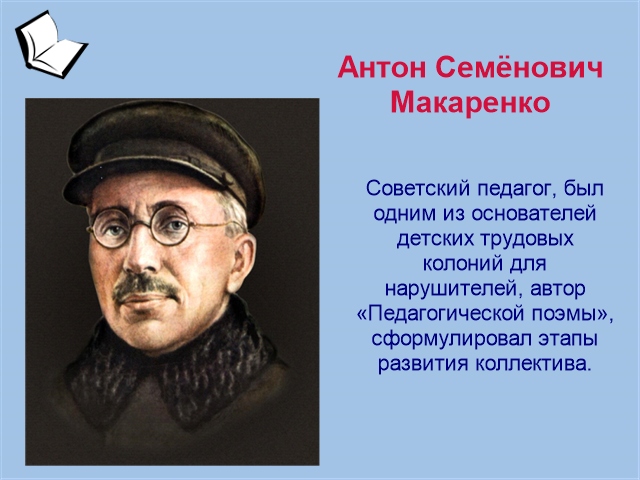 Антон Семёнович
Макаренко
Советский педагог, был
одним из основателей
детских трудовых
колоний для
нарушителей, автор
«Педагогической поэмы»,
сформулировал этапы
развития коллектива.